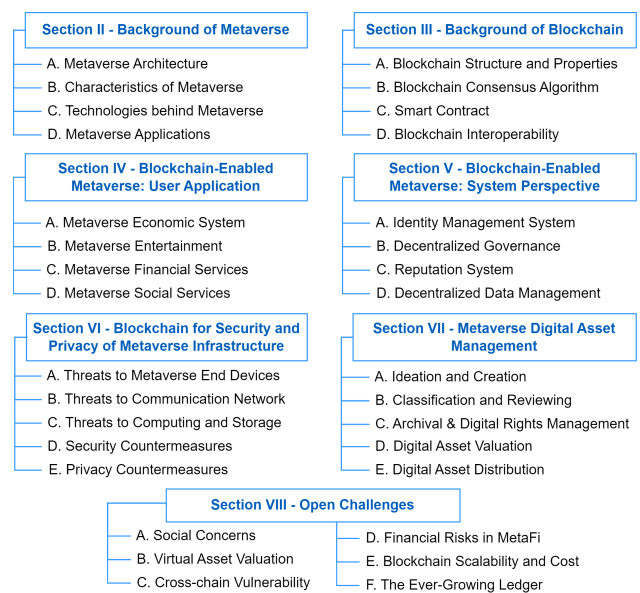 Section II - Background of Metaverse
A. Metaverse Architecture
B. Characteristics of Metaverse
C. Technologies behind Metaverse
D. Metaverse Applications
Section III - Background of Blockchain
A. Blockchain Structure and Properties
B. Blockchain Consensus Algorithm
C. Smart Contract
D. Blockchain Interoperability
Section IV - Blockchain-Enabled
Metaverse: User Application
A. Metaverse Economic System
B. Metaverse Entertainment
C. Metaverse Financial Services
D. Metaverse Social Services
Section V - Blockchain-Enabled
Metaverse: System Perspective
A. Identity Management System
B. Decentralized Governance
C. Reputation System
D. Decentralized Data Management
Section VI - Blockchain for Security and
Privacy of Metaverse Infrastructure
A. Threats to Metaverse End Devices
B. Threats to Communication Network
C. Threats to Computing and Storage
D. Security Countermeasures
E. Privacy Countermeasures
Section VII - Metaverse Digital Asset
Management
A. Ideation and Creation
B. Classification and Reviewing
C. Archival & Digital Rights Management
D. Digital Asset Valuation
E. Digital Asset Distribution
Section VIII - Open Challenges
A. Social Concerns
B. Virtual Asset Valuation
C. Cross-chain Vulnerability
D. Financial Risks in MetaFi
E. Blockchain Scalability and Cost
F. The Ever-Growing Ledger